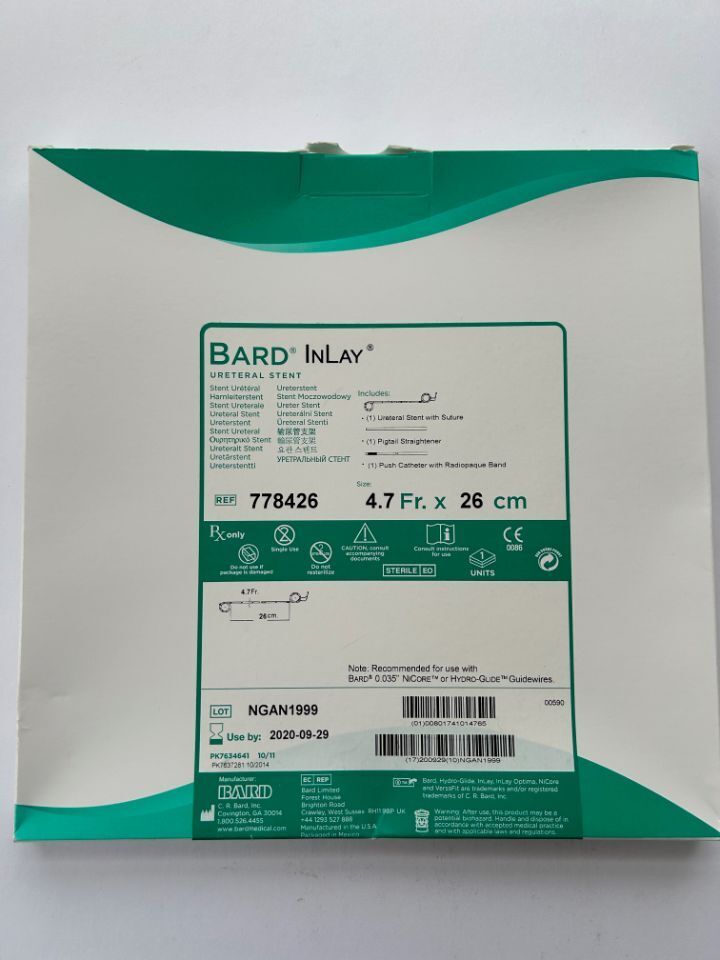 BARD® INLAY®
URETERAL STENT
Stent Urétéral Ureterstent
Harnleiterstent Stent Moczowodowy
Stent Ureterale Ureter Stent
Ureteral Stent Ureterální Stent
Ureterstent Üreteral Stenti
Stent Ureteral 输尿管支架
Ουρητηρικό Stent 輸尿管支架
Ureteralt Stent 요관 스텐트
Uretärstent УРЕТРАЛЬНЫЙ СТЕНТ
Ureterstentti
Includes:
• (1) Ureteral Stent with Suture
• (1) Pigtail Straightener
• (1) Push Catheter with Radiopaque Band
REF 778426
Size:
4.7 Fr. x 26 cm
Rx only
Do not use if package is damaged
Single Use
Do not resterilize
CAUTION, consult accompanying documents
Consult instructions for use
STERILE EO
1
UNITS
CE
0086
4.7 Fr.
26 cm.
Note: Recommended for use with
BARD® 0.035" NICORE™ or HYDRO-GLIDE™ Guidewires.
LOT NGAN1999
Use by: 2020-09-29
PK7634641 10/11
PK7637281 10/2014
00590
(01)00801741014765
(17)200929(10)NGAN1999
Manufacturer:
BARD
C. R. Bard, Inc.
Covington, GA 30014
1.800.526.4455
www.bardmedical.com
EC REP
Bard Limited
Forest House
Brighton Road
Crawley, West Sussex RH11 9BP UK
+44 1293 527 888
Manufactured in the U.S.A.
Packaged in Mexico
Bard, Hydro-Glide, InLay, InLay Optima, NiCore
and VersaFit are trademarks and/or registered
trademarks of C. R. Bard, Inc.
Warning: After use, this product may be a
potential biohazard. Handle and dispose of in
accordance with accepted medical practice
and with applicable laws and regulations.